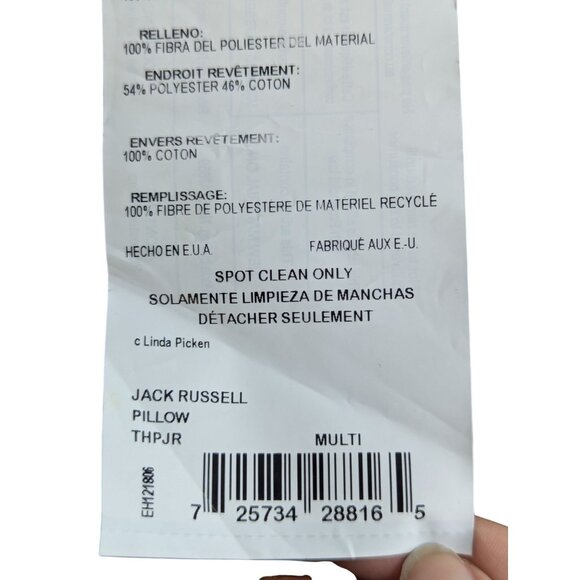 RELLENO:
100% FIBRA DEL POLIESTER DEL MATERIAL
ENDROIT REVÊTEMENT:
54% POLYESTER 46% COTON
ENVERS REVÊTEMENT:
100% COTON
REMPLISSAGE:
100% FIBRE DE POLYESTERE DE MATERIEL RECYCLÉ
HECHO EN E.U.A. FABRIQUÉ AUX E.-U.
SPOT CLEAN ONLY
SOLAMENTE LIMPIEZA DE MANCHAS
DÉTACHER SEULEMENT
c Linda Picken
JACK RUSSELL
PILLOW
THPJR MULTI
EH121806
7 25734 28816 5